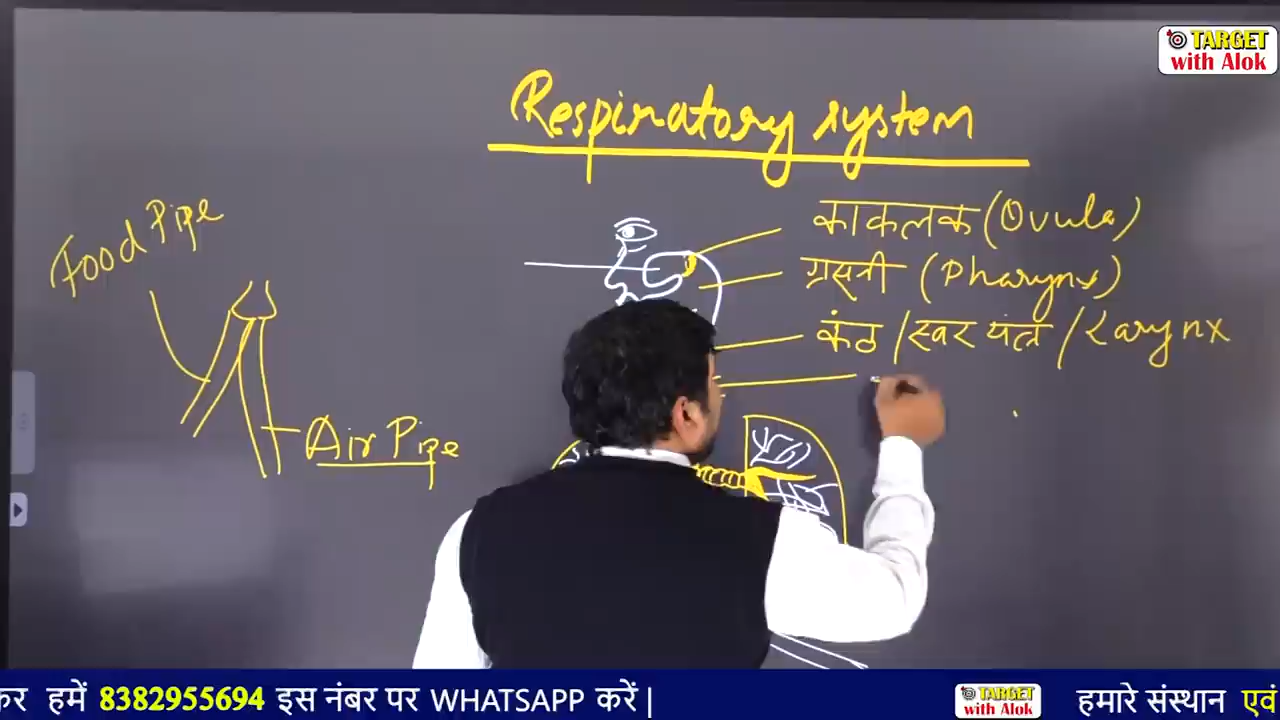 TARGET
with Alok
Respiratory system
काकलक (Ovula)
ग्रसनी (Pharynx)
कंठ / स्वर यंत्र / Larynx
Food Pipe
Air Pipe
कर हमें 8382955694 इस नंबर पर WHATSAPP करें |
TARGET
with Alok
हमारे संस्थान एवं